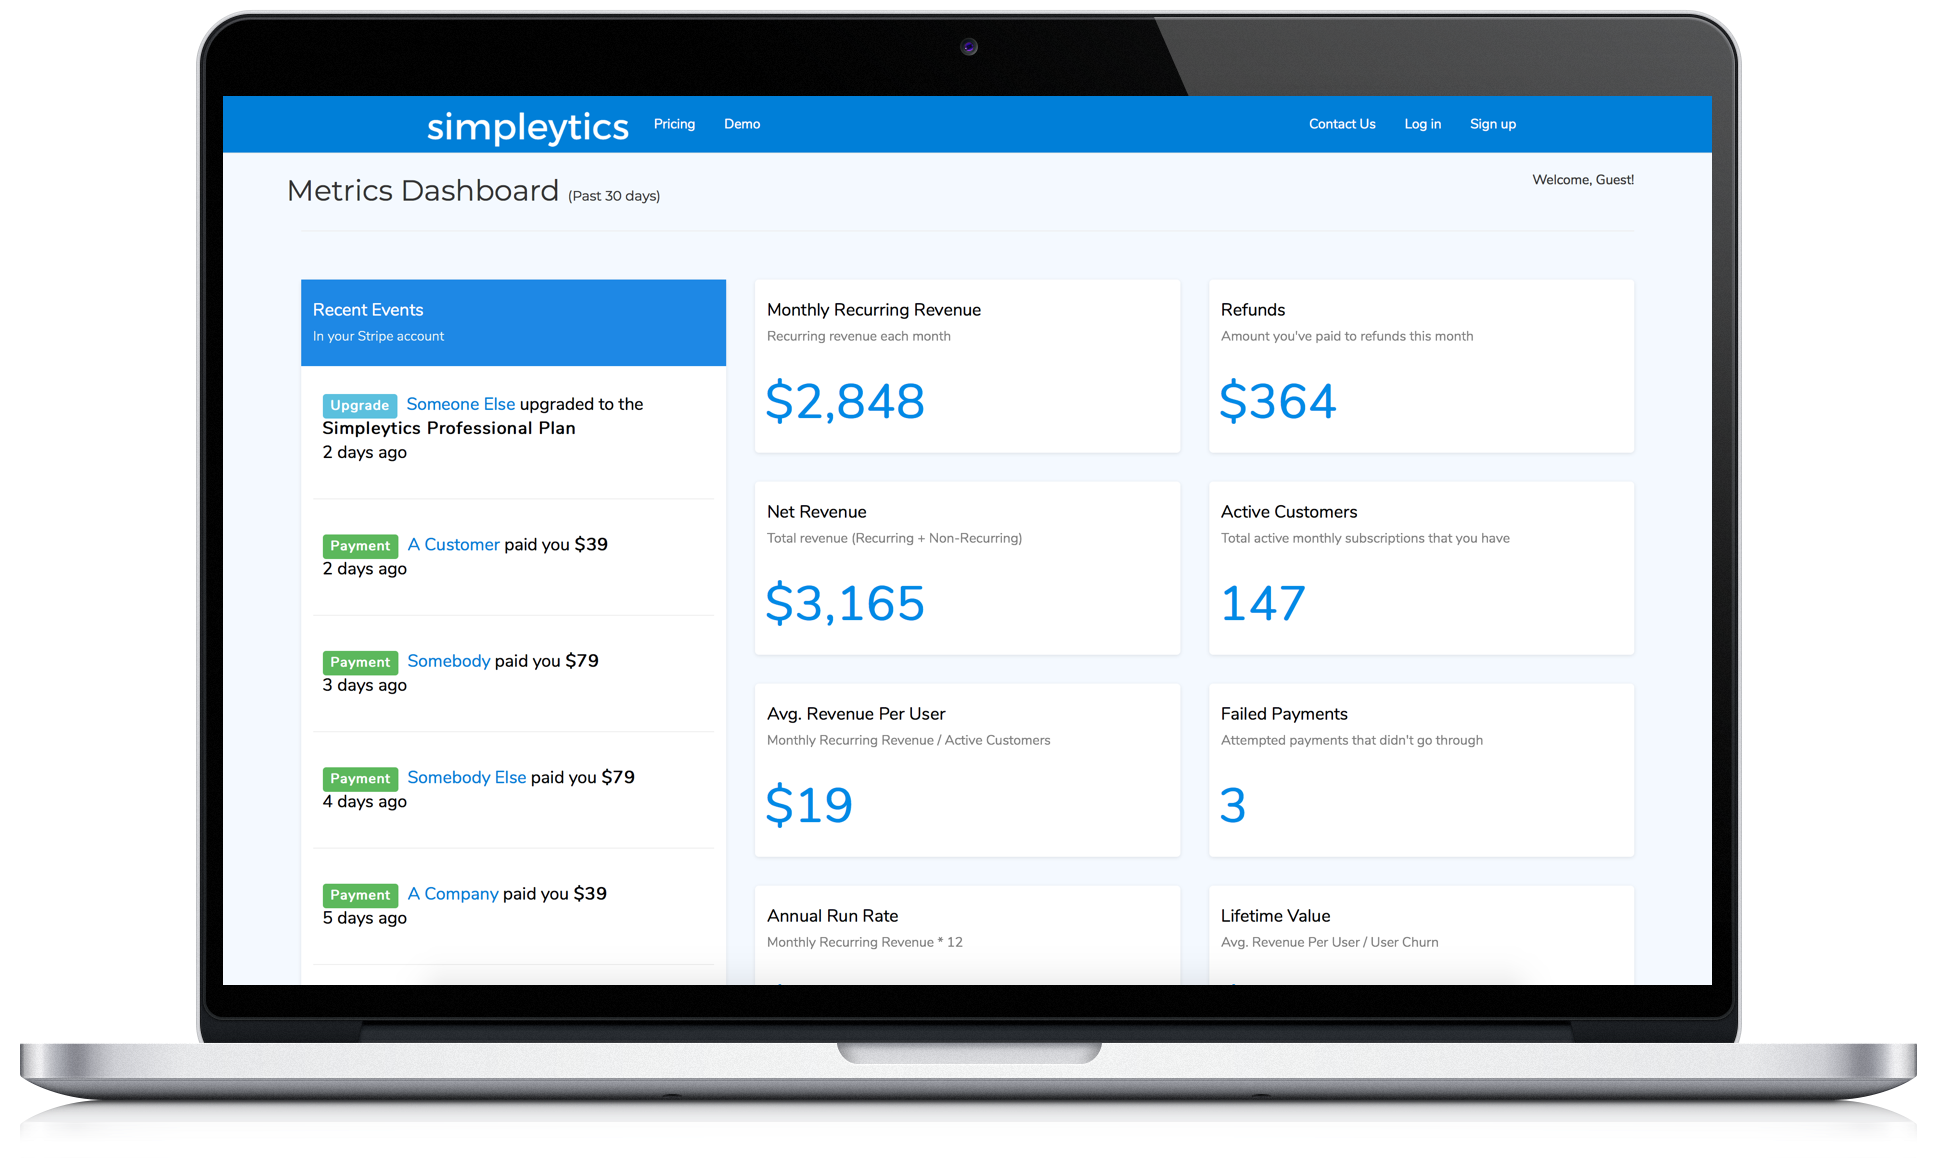 simpleytics Pricing Demo Contact Us Log in Sign up
Metrics Dashboard (Past 30 days)
Welcome, Guest!
Recent Events
In your Stripe account
Upgrade Someone Else upgraded to the
Simpleytics Professional Plan
2 days ago
Payment A Customer paid you $39
2 days ago
Payment Somebody paid you $79
3 days ago
Payment Somebody Else paid you $79
4 days ago
Payment A Company paid you $39
5 days ago
Monthly Recurring Revenue
Recurring revenue each month
$2,848
Refunds
Amount you've paid to refunds this month
$364
Net Revenue
Total revenue (Recurring + Non-Recurring)
$3,165
Active Customers
Total active monthly subscriptions that you have
147
Avg. Revenue Per User
Monthly Recurring Revenue / Active Customers
$19
Failed Payments
Attempted payments that didn't go through
3
Annual Run Rate
Monthly Recurring Revenue * 12
Lifetime Value
Avg. Revenue Per User / User Churn